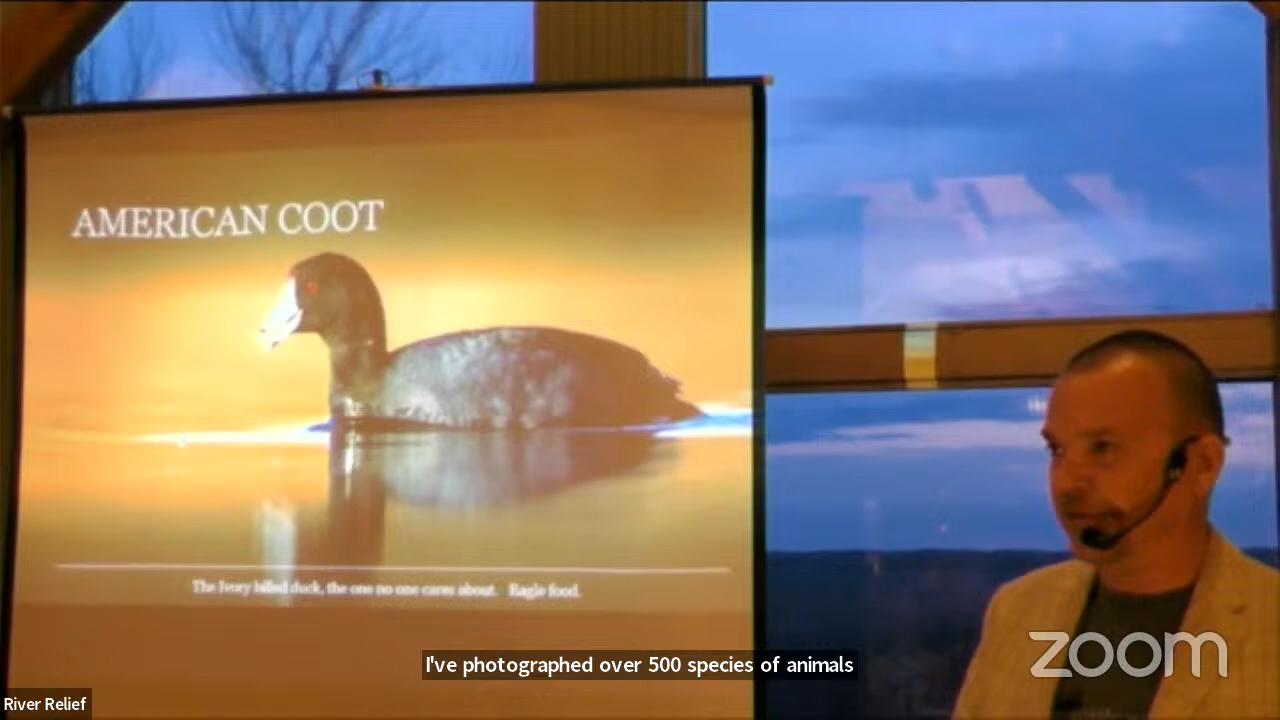 AMERICAN COOT
The Ivory billed duck, the one no one cares about. Eagle food.
I've photographed over 500 species of animals
zoom
River Relief